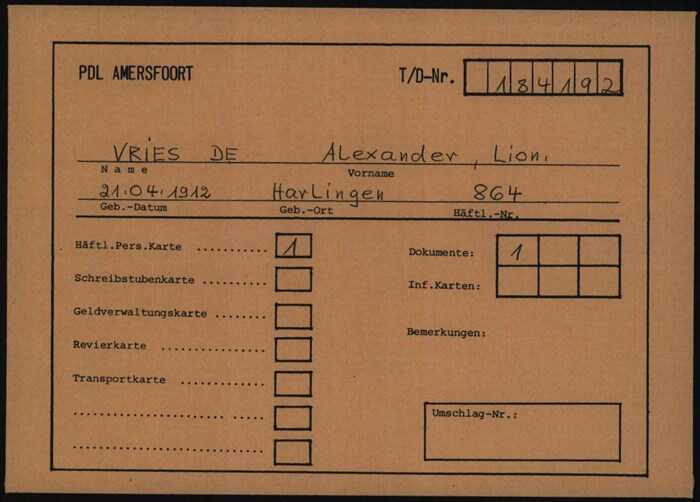 PDL AMERSFOORT T/D-Nr. 184192
VRIES DE Alexander, Lion.
Name Vorname
21.04.1912 Harlingen 864
Geb.-Datum Geb.-Ort Häftl.-Nr.
Häftl.Pers.Karte .......... 1 Dokumente: 1
Schreibstubenkarte ......... Inf.Karten:
Geldverwaltungskarte .......
Revierkarte ............... Bemerkungen:
Transportkarte ............
...................... ..... Umschlag-Nr.:
............................